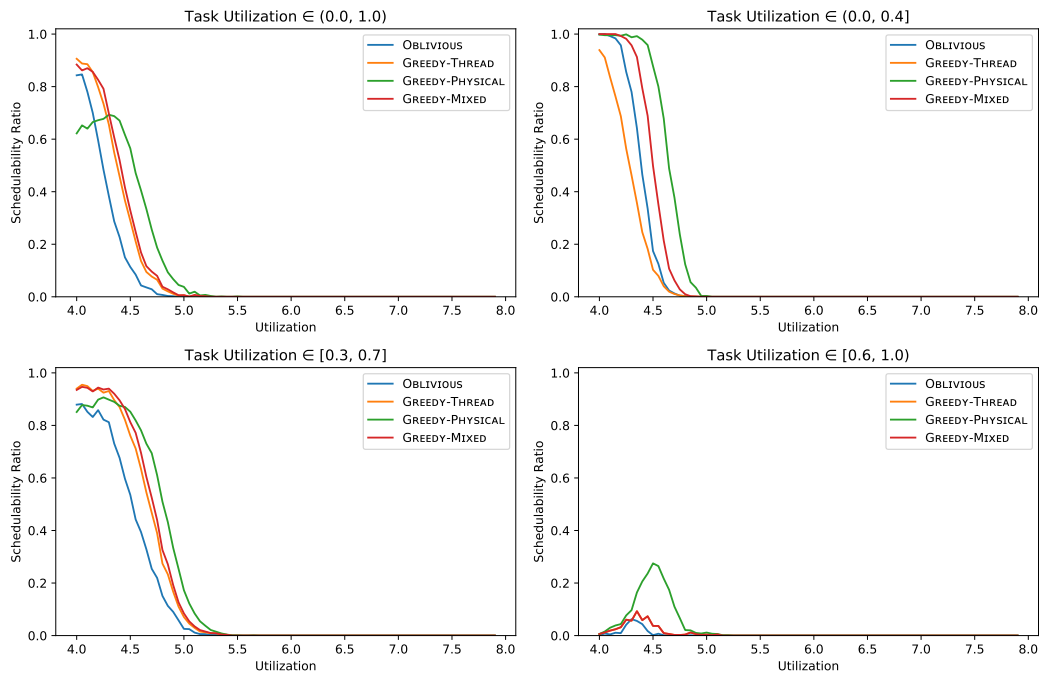 Task Utilization ∈ (0.0, 1.0)
1.0
0.8
0.6
0.4
0.2
0.0
Schedulability Ratio
4.0 4.5 5.0 5.5 6.0 6.5 7.0 7.5 8.0
Utilization
Oblivious
Greedy-Thread
Greedy-Physical
Greedy-Mixed
Task Utilization ∈ (0.0, 0.4]
1.0
0.8
0.6
0.4
0.2
0.0
Schedulability Ratio
4.0 4.5 5.0 5.5 6.0 6.5 7.0 7.5 8.0
Utilization
Oblivious
Greedy-Thread
Greedy-Physical
Greedy-Mixed
Task Utilization ∈ [0.3, 0.7]
1.0
0.8
0.6
0.4
0.2
0.0
Schedulability Ratio
4.0 4.5 5.0 5.5 6.0 6.5 7.0 7.5 8.0
Utilization
Oblivious
Greedy-Thread
Greedy-Physical
Greedy-Mixed
Task Utilization ∈ [0.6, 1.0)
1.0
0.8
0.6
0.4
0.2
0.0
Schedulability Ratio
4.0 4.5 5.0 5.5 6.0 6.5 7.0 7.5 8.0
Utilization
Oblivious
Greedy-Thread
Greedy-Physical
Greedy-Mixed